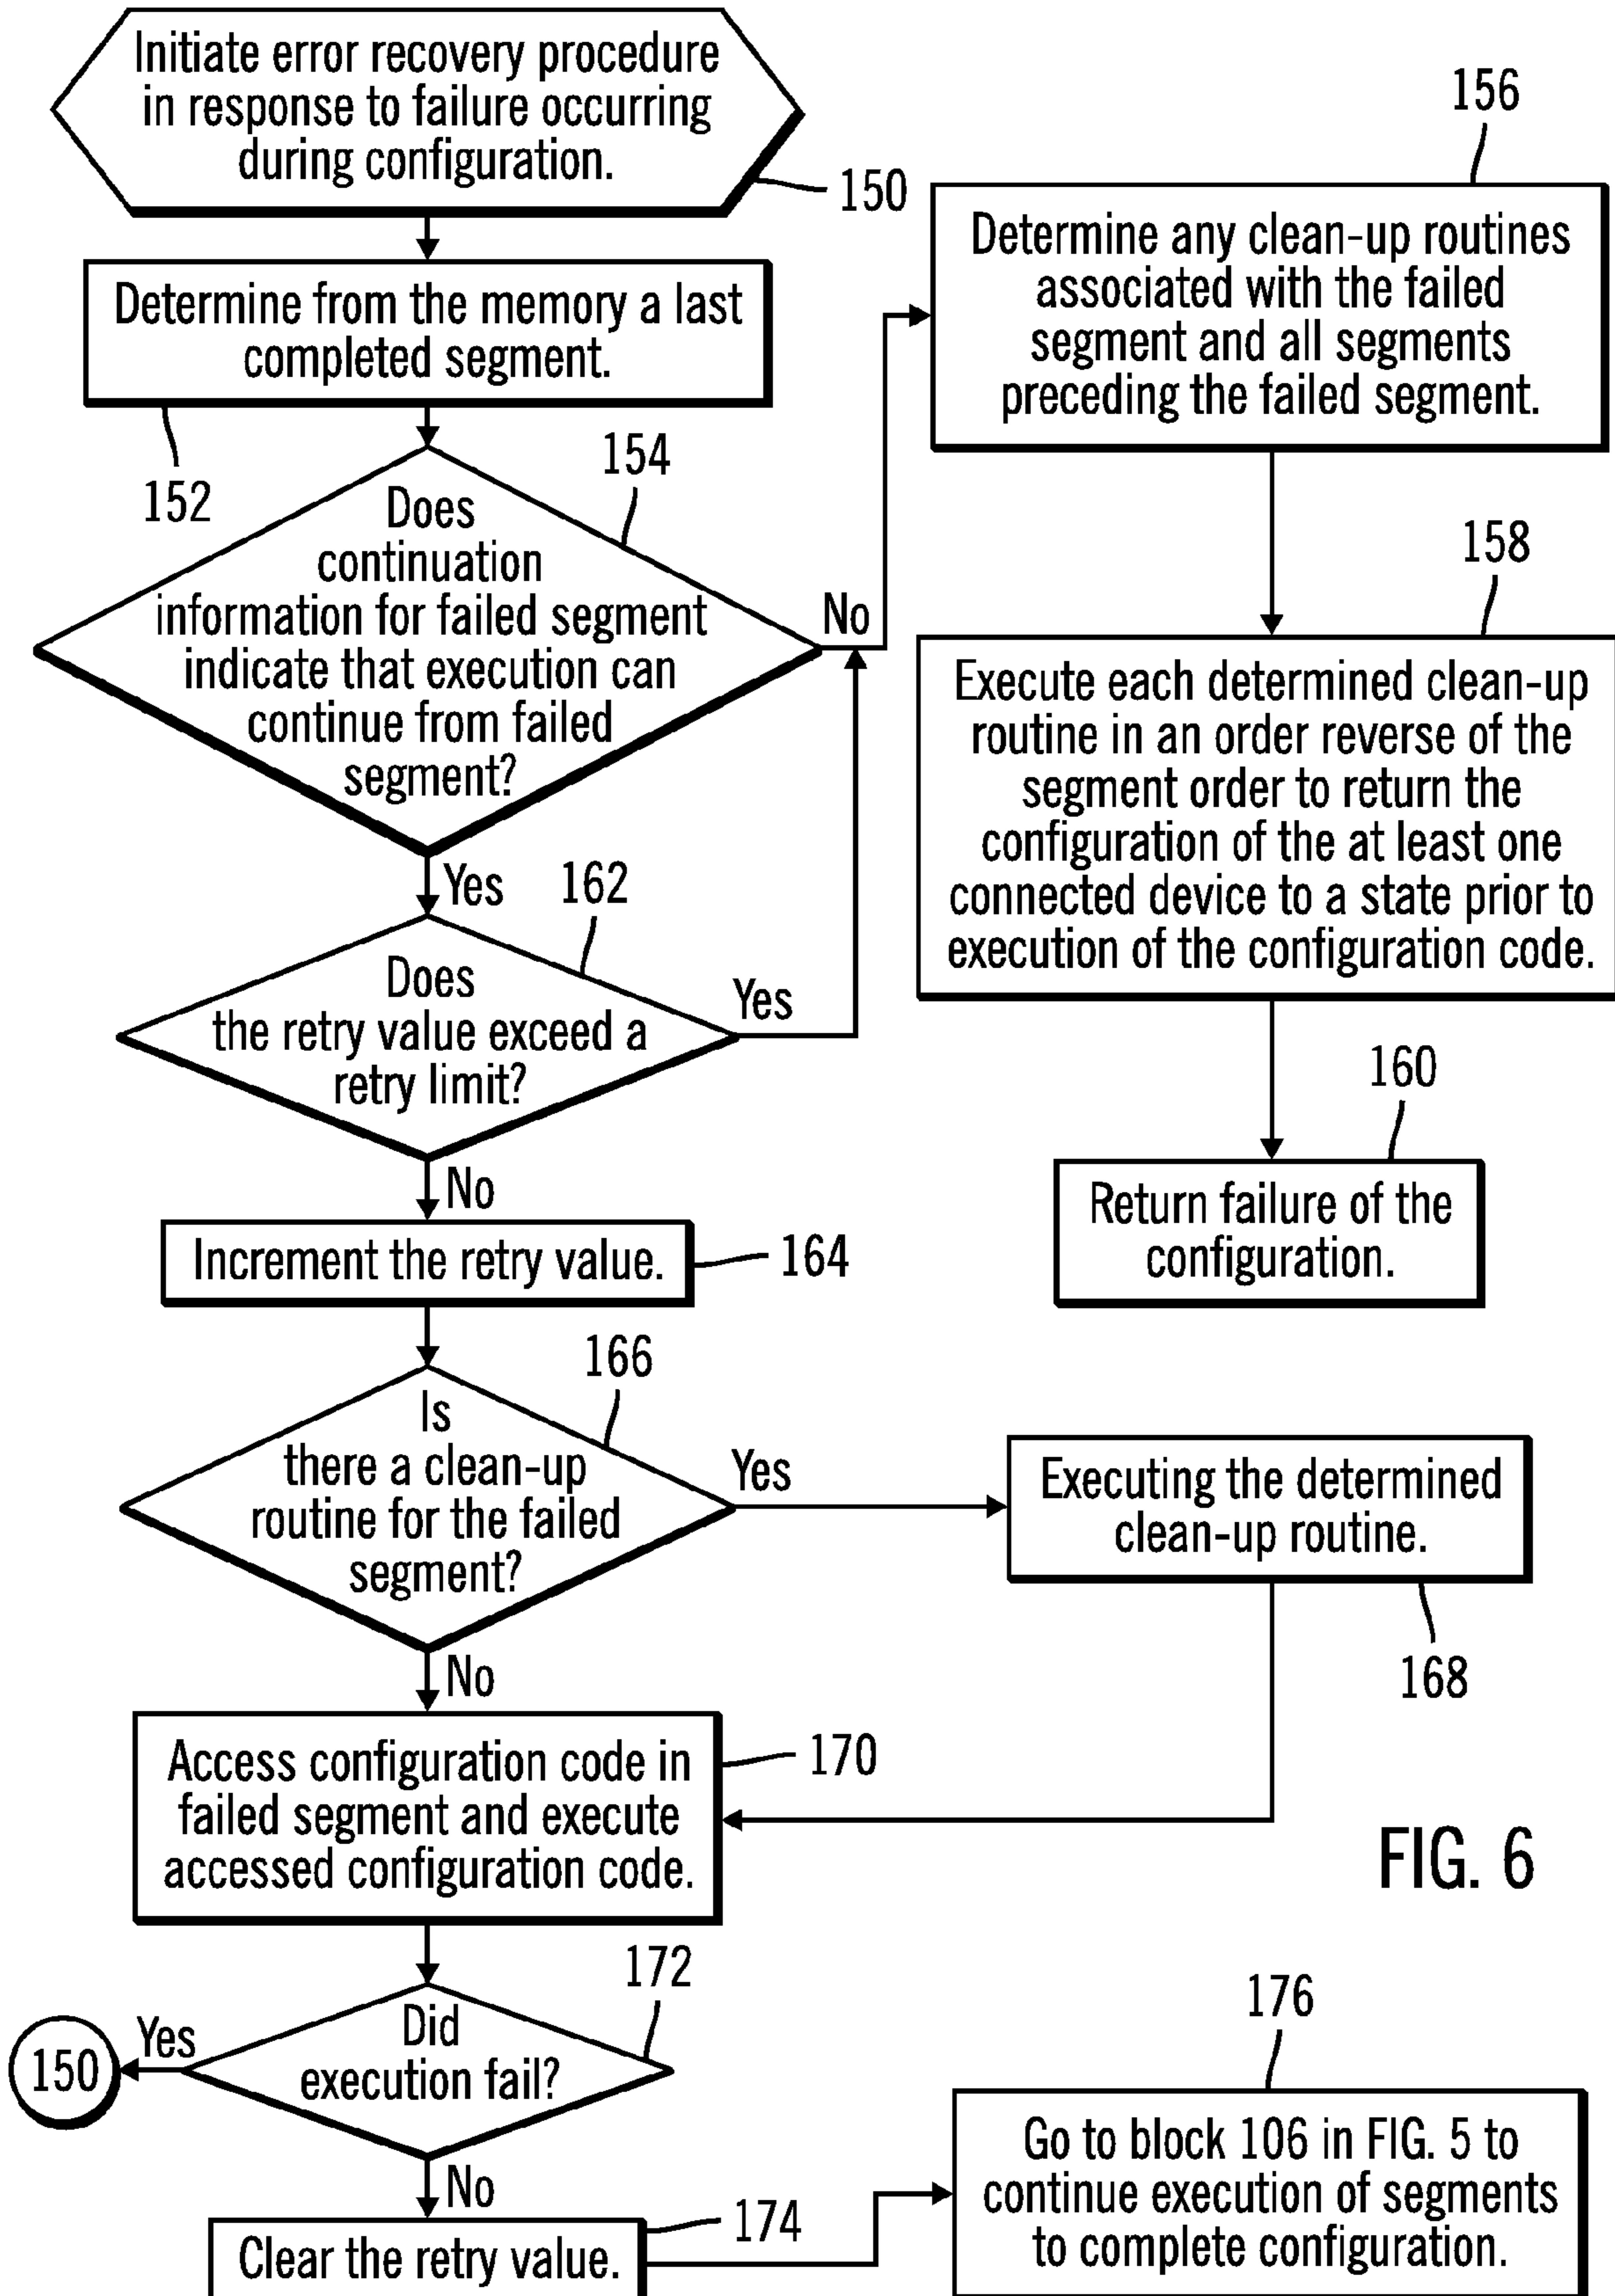 Initiate error recovery procedure
in response to failure occurring
during configuration.
150
Determine from the memory a last
completed segment.
152
154
Does
continuation
information for failed segment
indicate that execution can
continue from failed
segment?
No
Yes
156
Determine any clean-up routines
associated with the failed
segment and all segments
preceding the failed segment.
158
Execute each determined clean-up
routine in an order reverse of the
segment order to return the
configuration of the at least one
connected device to a state prior to
execution of the configuration code.
160
Return failure of the
configuration.
162
Does
the retry value exceed a
retry limit?
Yes
No
Increment the retry value.
164
166
Is
there a clean-up
routine for the failed
segment?
Yes
No
Executing the determined
clean-up routine.
168
Access configuration code in
failed segment and execute
accessed configuration code.
170
FIG. 6
172
Did
execution fail?
Yes
150
No
Clear the retry value.
174
176
Go to block 106 in FIG. 5 to
continue execution of segments
to complete configuration.